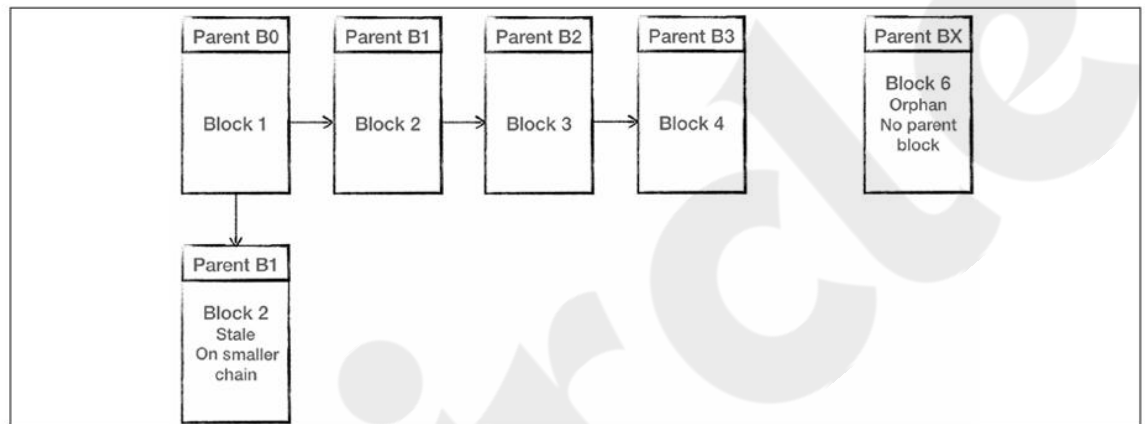 Parent B0
Parent B1
Parent B2
Parent B3
Parent BX
Block 1
Block 2
Block 3
Block 4
Block 6
Orphan
No parent
block
Parent B1
Block 2
Stale
On smaller
chain